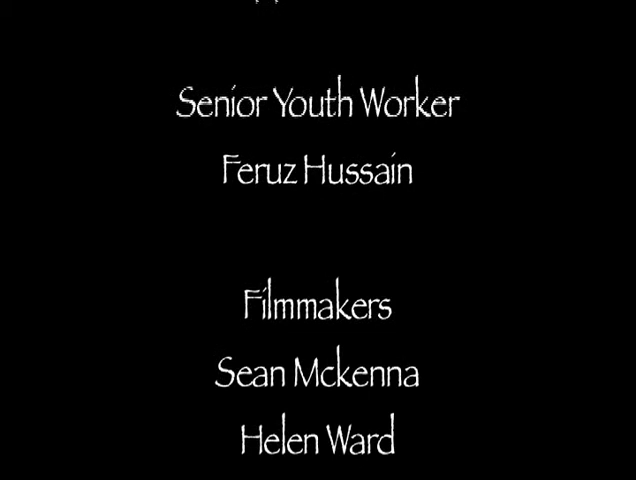 Senior Youth Worker
Feruz Hussain
Filmmakers
Sean Mckenna
Helen Ward